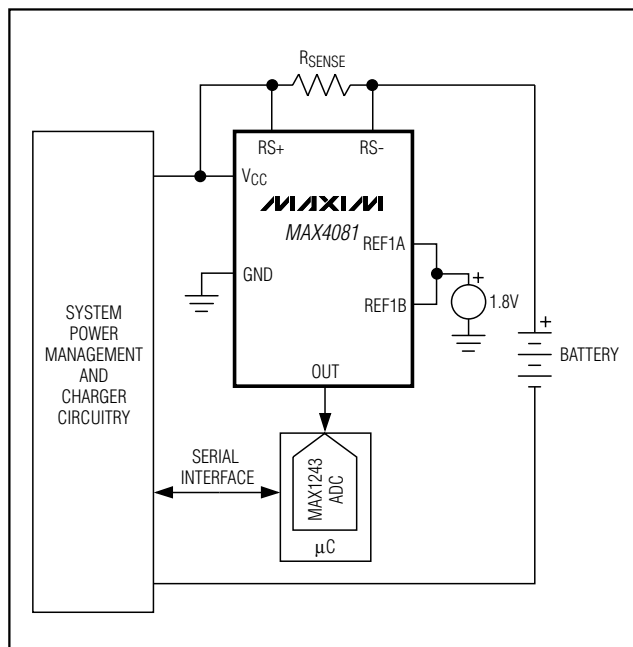 RSENSE
RS+
RS-
VCC
MAXIM
MAX4081
REF1A
GND
REF1B
+
1.8V
SYSTEM
POWER
MANAGEMENT
AND
CHARGER
CIRCUITRY
+
BATTERY
OUT
SERIAL
INTERFACE
MAX1243
ADC
μC